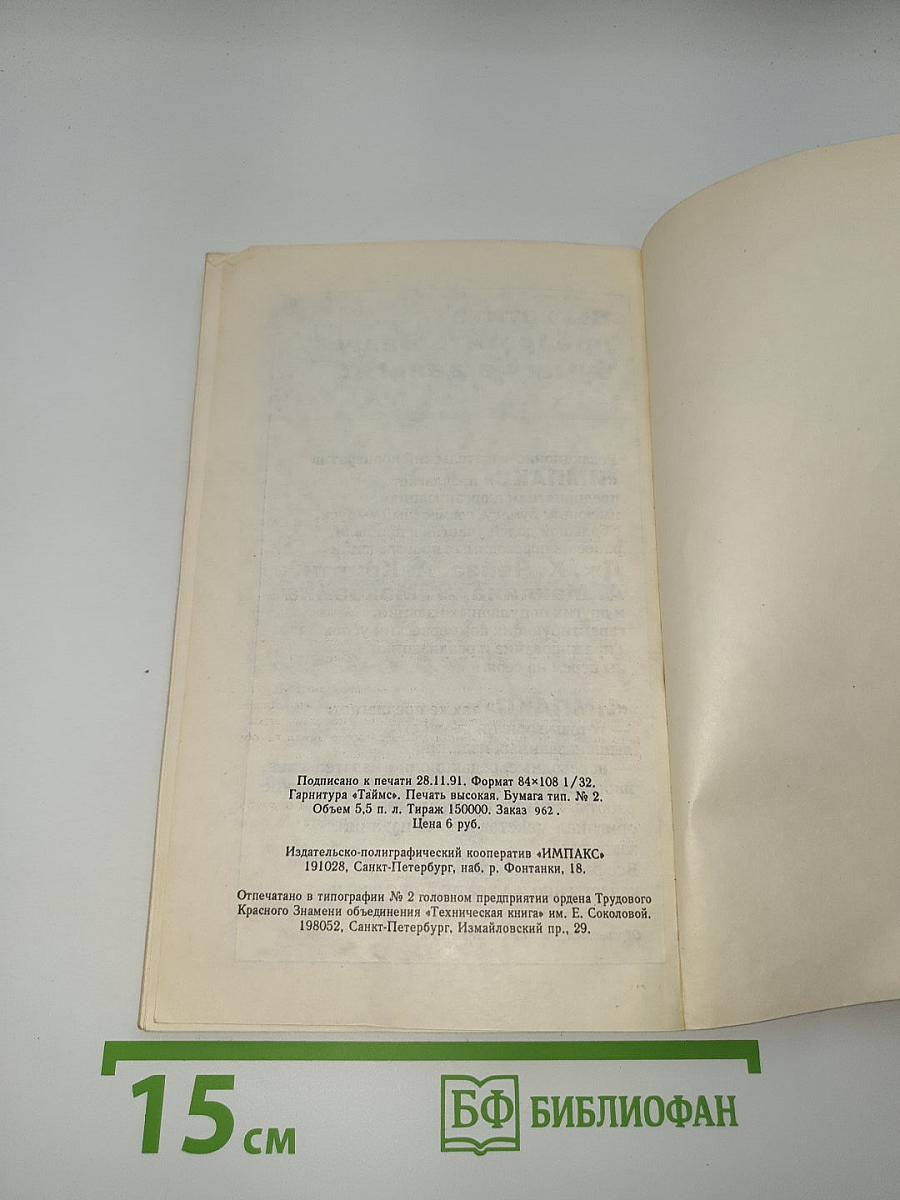 Подписано к печати 28.11.91. Формат 84×108 1/32.
Гарнитура «Таймс». Печать высокая. Бумага тип. № 2.
Объем 5,5 п. л. Тираж 150000. Заказ 962.
Цена 6 руб.
Издательско-полиграфический кооператив «ИМПАКС»
191028, Санкт-Петербург, наб. р. Фонтанки, 18.
Отпечатано в типографии № 2 головном предприятии ордена Трудового
Красного Знамени объединения «Техническая книга» им. Е. Соколовой.
198052, Санкт-Петербург, Измайловский пр., 29.
15 см
БФ БИБЛИОФАН